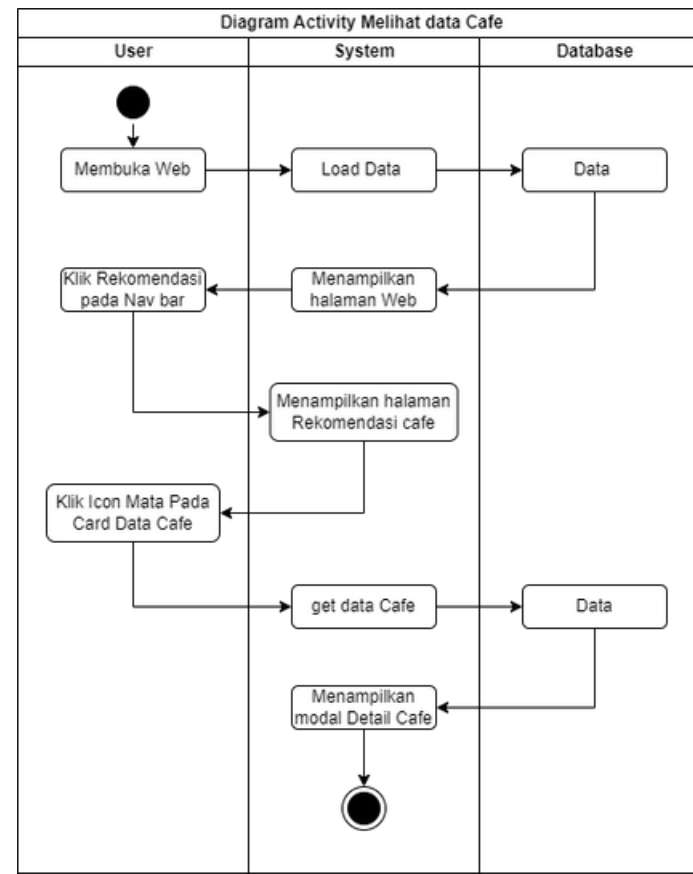 Diagram Activity Melihat data Cafe
User
System
Database
Membuka Web
Load Data
Data
Klik Rekomendasi
pada Nav bar
Menampilkan
halaman Web
Menampilkan halaman
Rekomendasi cafe
Klik Icon Mata Pada
Card Data Cafe
get data Cafe
Data
Menampilkan
modal Detail Cafe